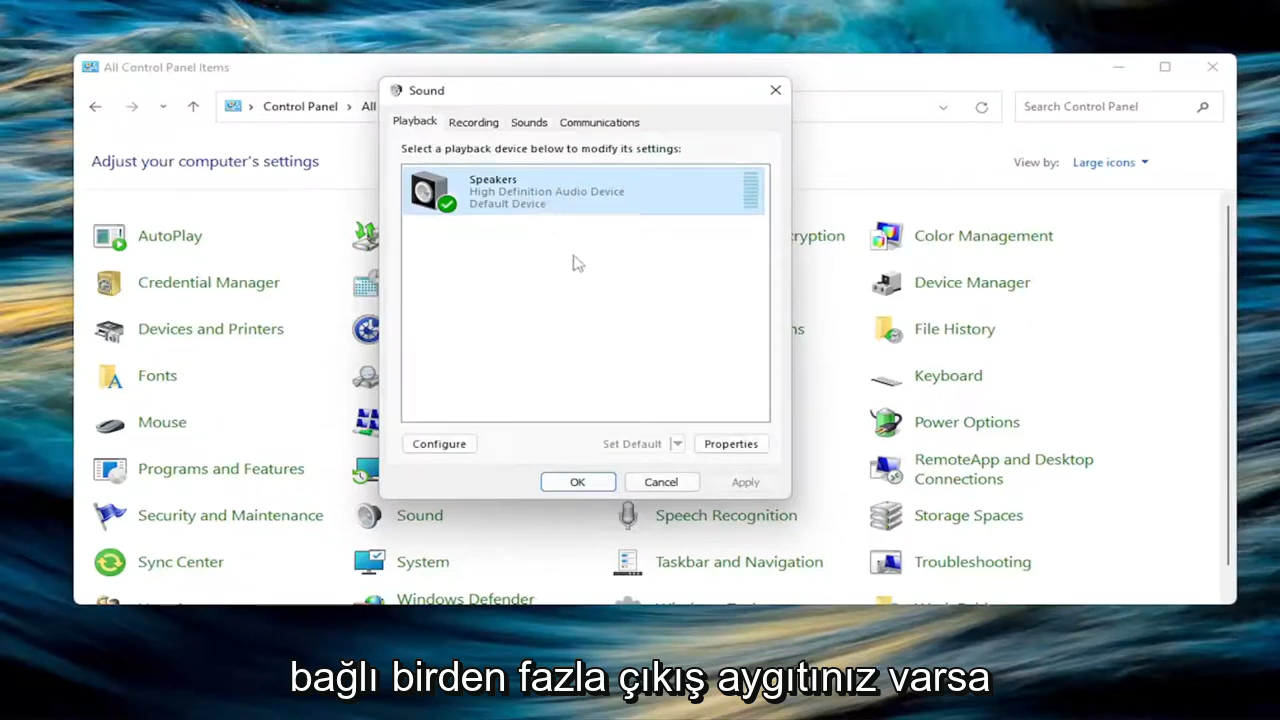 All Control Panel Items
Sound
Control Panel
All
Search Control Panel
Playback
Recording
Sounds
Communications
Adjust your computer's settings
Select a playback device below to modify its settings:
View by:
Large icons
Speakers
High Definition Audio Device
Default Device
AutoPlay
ryption
Color Management
Credential Manager
Device Manager
Devices and Printers
ns
File History
Fonts
Keyboard
Mouse
Power Options
Configure
Set Default
Properties
Programs and Features
RemoteApp and Desktop
Connections
OK
Cancel
Apply
Security and Maintenance
Sound
Speech Recognition
Storage Spaces
Sync Center
System
Taskbar and Navigation
Troubleshooting
Windows Defender
bağlı birden fazla çıkış aygıtınız varsa